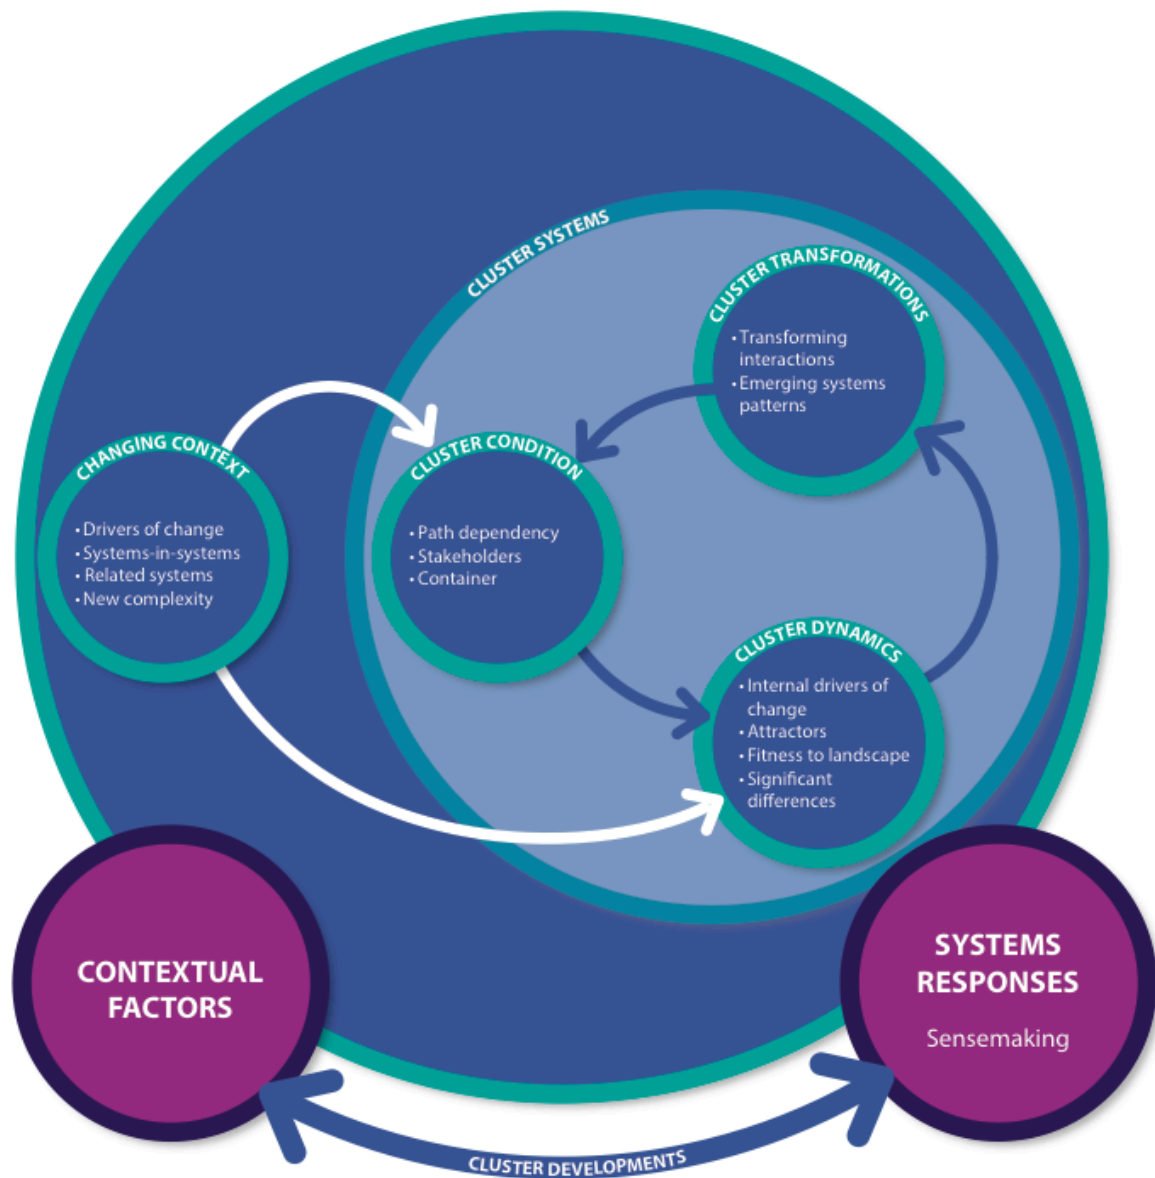 CLUSTER SYSTEMS
CLUSTER TRANSFORMATIONS
• Transforming
interactions
• Emerging systems
patterns
CHANGING CONTEXT
• Drivers of change
• Systems-in-systems
• Related systems
• New complexity
CLUSTER CONDITION
• Path dependency
• Stakeholders
• Container
CLUSTER DYNAMICS
• Internal drivers of
change
• Attractors
• Fitness to landscape
• Significant
differences
CONTEXTUAL
FACTORS
SYSTEMS
RESPONSES
Sensemaking
CLUSTER DEVELOPMENTS